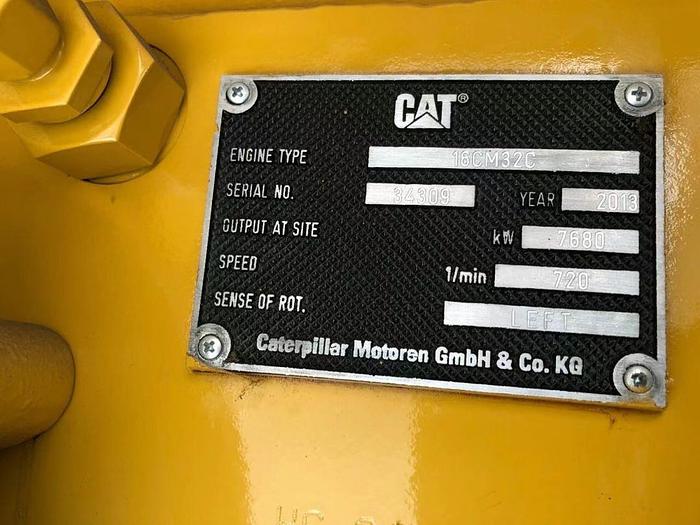 CAT®
ENGINE TYPE 16CM32C
SERIAL NO. 34309 YEAR 2013
OUTPUT AT SITE kW 7680
SPEED 1/min 720
SENSE OF ROT. LEFT
Caterpillar Motoren GmbH & Co. KG